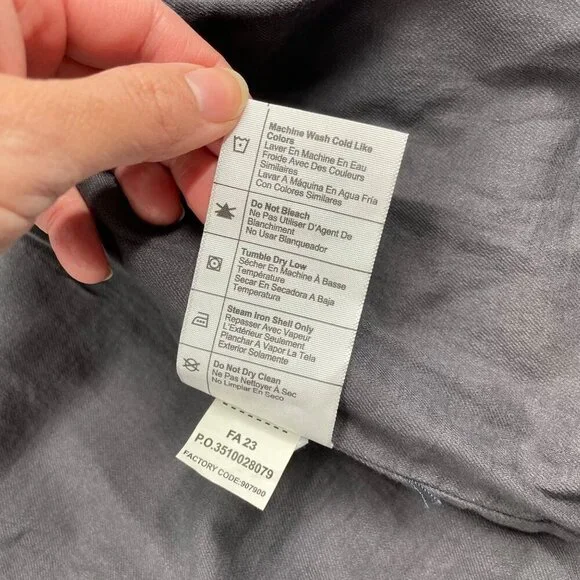 Machine Wash Cold Like
Colors
Laver En Machine En Eau
Froide Avec Des Couleurs
Similaires
Lavar A Máquina En Agua Fría
Con Colores Similares
Do Not Bleach
Ne Pas Utiliser D'Agent De
Blanchiment
No Usar Blanqueador
Tumble Dry Low
Sécher En Machine À Basse
Température
Secar En Secadora A Baja
Temperatura
Steam Iron Shell Only
Repasser Avec Vapeur
L'Extérieur Seulement
Planchar A Vapor La Tela
Exterior Solamente
Do Not Dry Clean
Ne Pas Nettoyer À Sec
No Limpiar En Seco
FA 23
P.O.3510028079
FACTORY CODE:907900